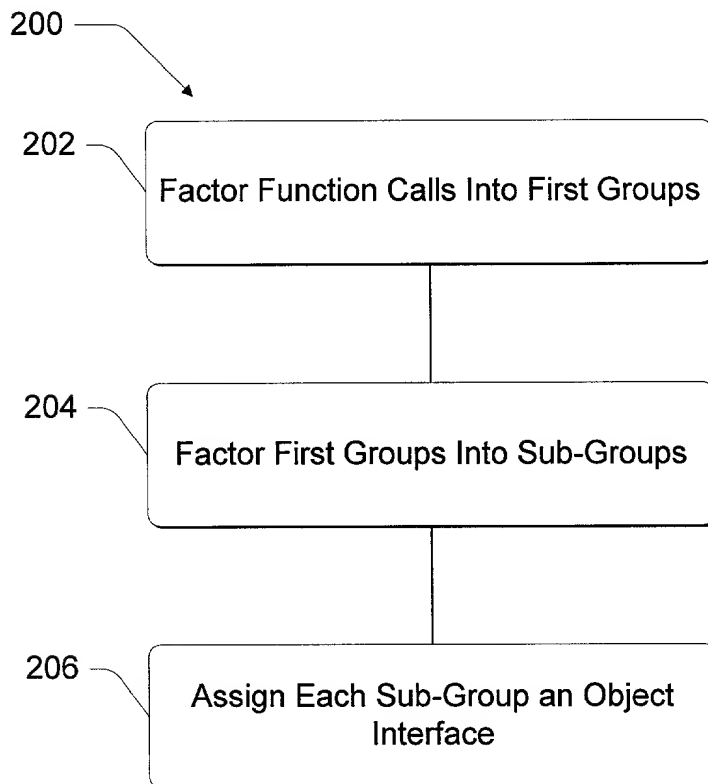 200
202
Factor Function Calls Into First Groups
204
Factor First Groups Into Sub-Groups
206
Assign Each Sub-Group an Object
Interface